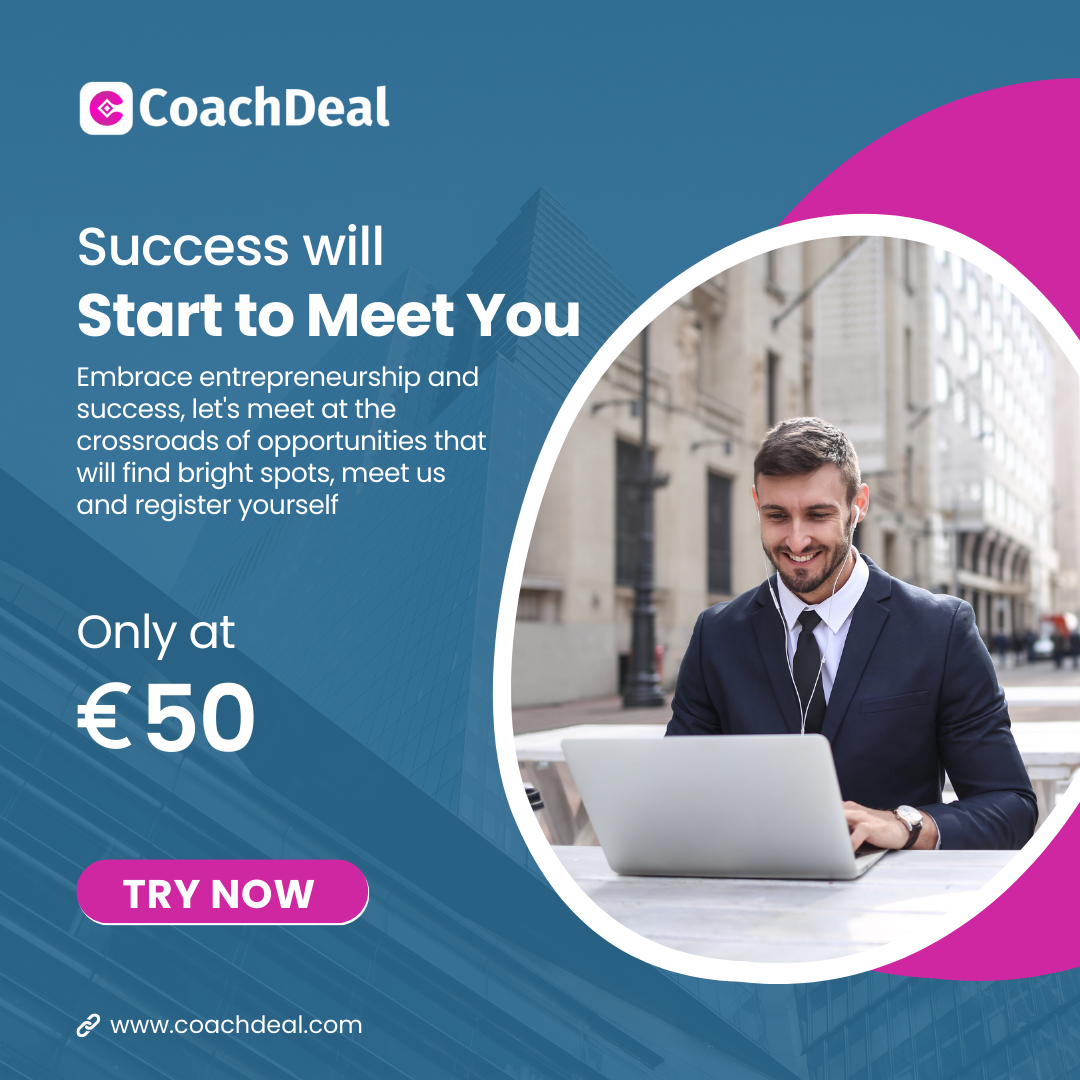 CoachDeal
Success will
Start to Meet You
Embrace entrepreneurship and
success, let's meet at the
crossroads of opportunities that
will find bright spots, meet us
and register yourself
Only at
€50
TRY NOW
www.coachdeal.com